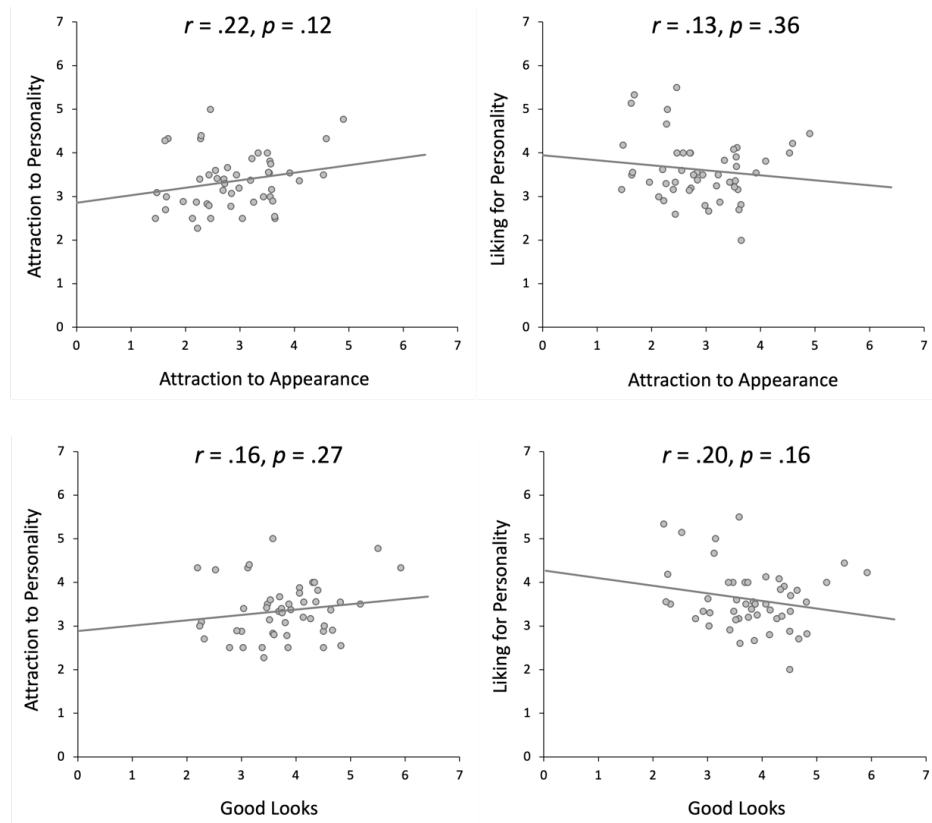 r = .22, p = .12
Attraction to Personality
7
6
5
4
3
2
1
0
0 1 2 3 4 5 6 7
Attraction to Appearance
r = .13, p = .36
Liking for Personality
7
6
5
4
3
2
1
0
0 1 2 3 4 5 6 7
Attraction to Appearance
r = .16, p = .27
Attraction to Personality
7
6
5
4
3
2
1
0
0 1 2 3 4 5 6 7
Good Looks
r = .20, p = .16
Liking for Personality
7
6
5
4
3
2
1
0
0 1 2 3 4 5 6 7
Good Looks